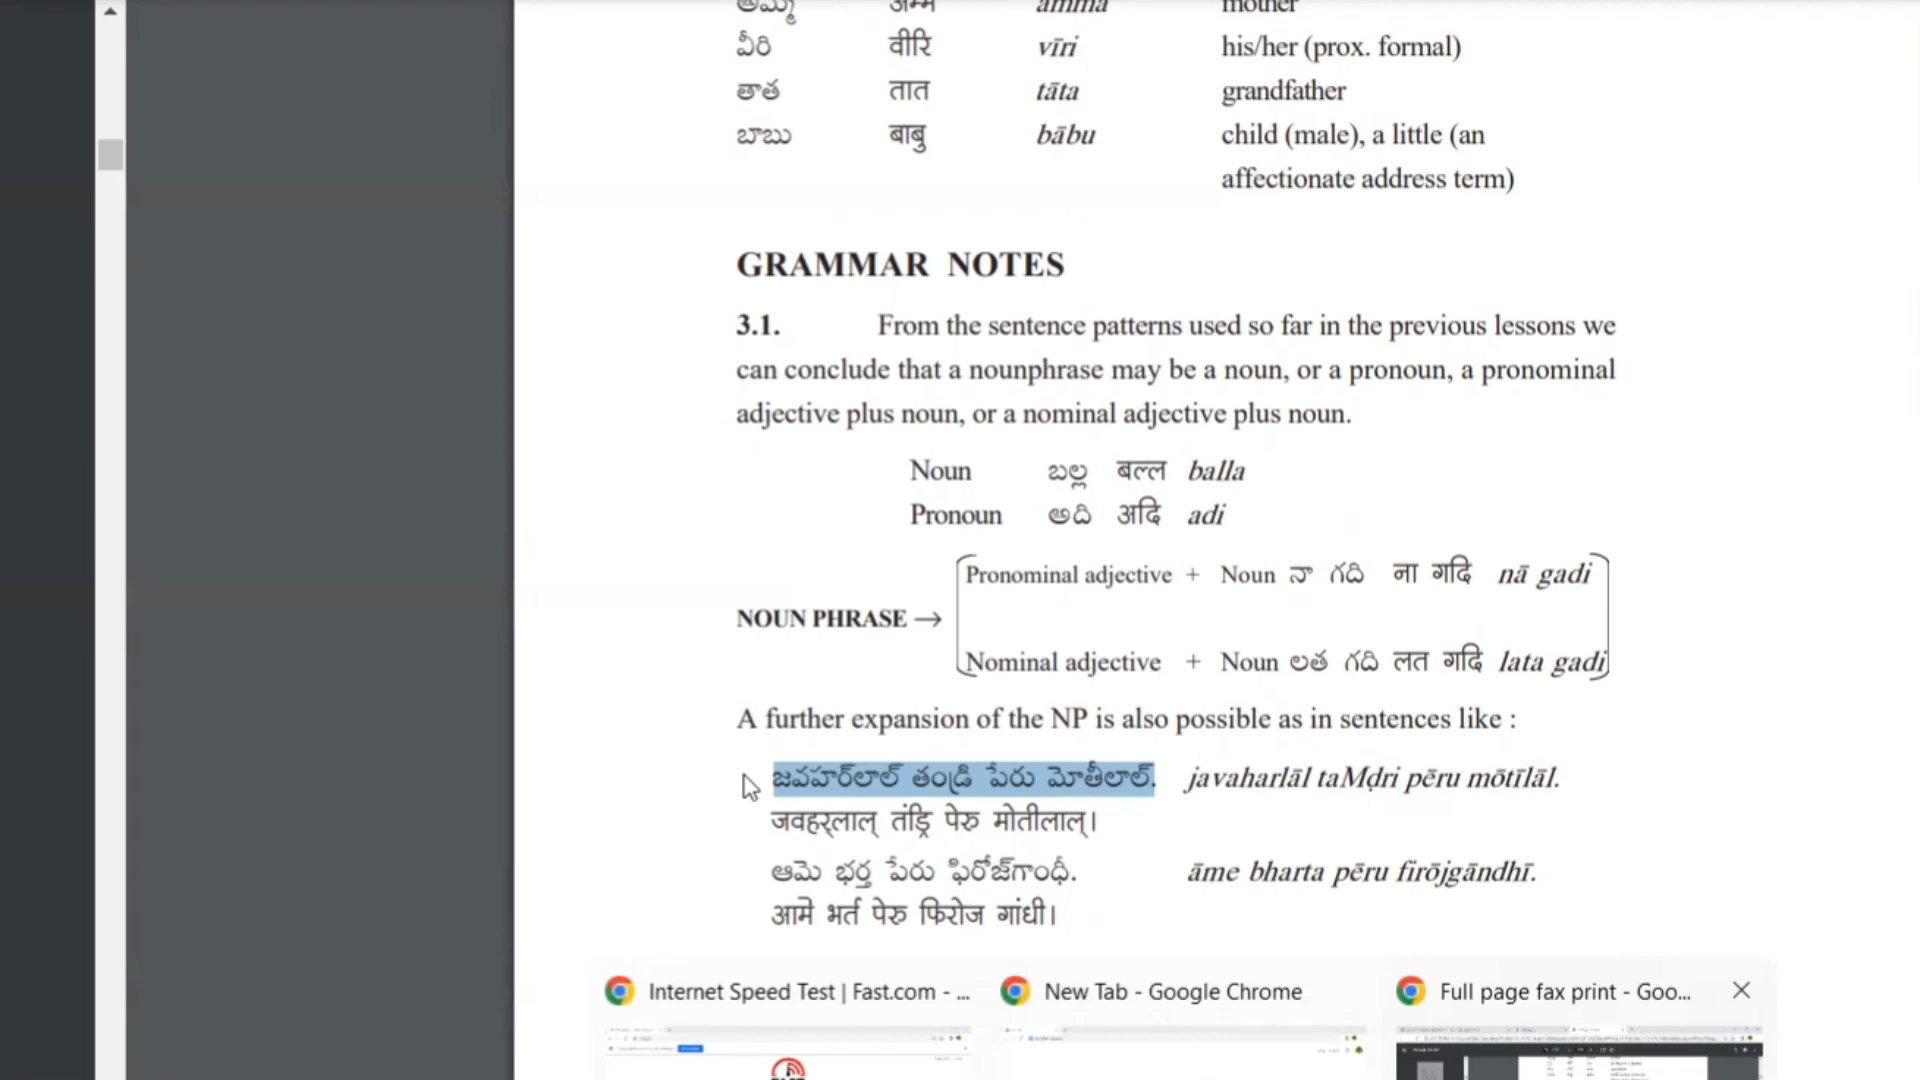 అమ్మ अम्म amma mother
వీరి वीरि vīri his/her (prox. formal)
తాత तात tāta grandfather
బాబు बाबु bābu child (male), a little (an
affectionate address term)
GRAMMAR NOTES
3.1. From the sentence patterns used so far in the previous lessons we
can conclude that a nounphrase may be a noun, or a pronoun, a pronominal
adjective plus noun, or a nominal adjective plus noun.
Noun బల్ల बल्ल balla
Pronoun అది अदि adi
Pronominal adjective + Noun నా గది ना गदि nā gadi
NOUN PHRASE →
Nominal adjective + Noun లత గది लत गदि lata gadi
A further expansion of the NP is also possible as in sentences like :
జవహర్‌లాల్ తండ్రి పేరు మోతీలాల్. javaharlāl taMḍri pēru mōtīlāl.
जवहर्‌लाल् तंड्रि पेरु मोतीलाल्।
ఆమె భర్త పేరు ఫిరోజ్‌గాంధీ. āme bharta pēru firōjgāndhī.
आमे भर्त पेरु फिरोज गांधी।
Internet Speed Test | Fast.com - ... New Tab - Google Chrome Full page fax print - Goo...
FAST